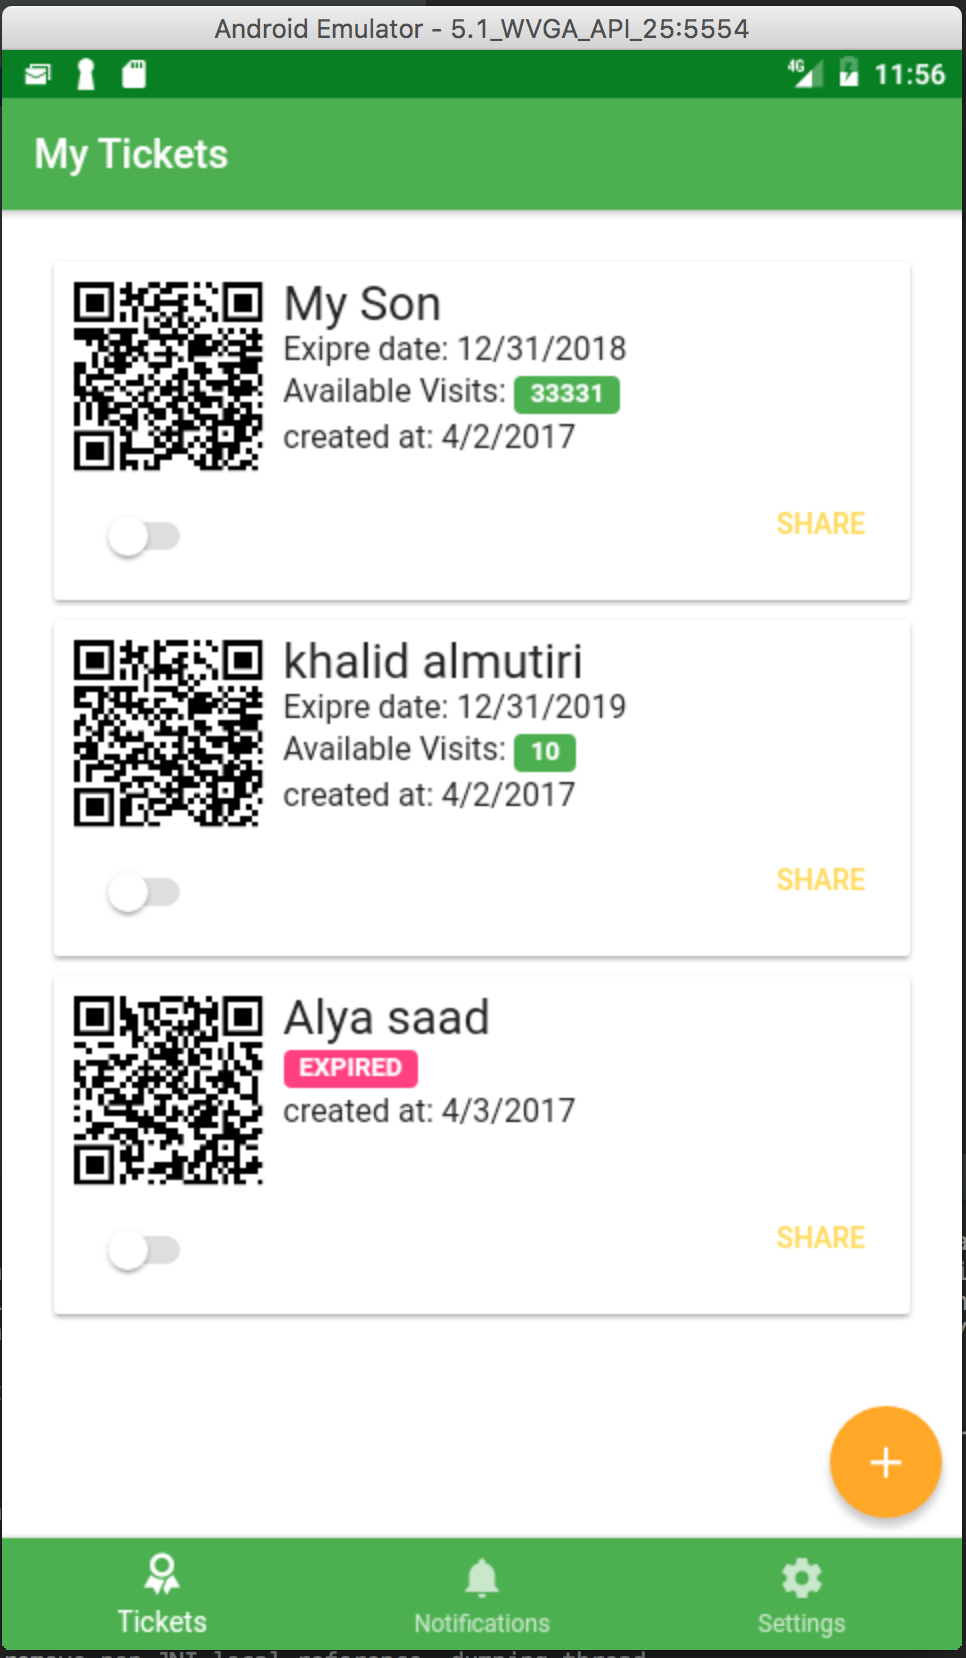 Android Emulator - 5.1_WVGA_API_25:5554
4G 11:56
My Tickets
My Son
Exipre date: 12/31/2018
Available Visits: 33331
created at: 4/2/2017
SHARE
khalid almutiri
Exipre date: 12/31/2019
Available Visits: 10
created at: 4/2/2017
SHARE
Alya saad
EXPIRED
created at: 4/3/2017
SHARE
+
Tickets Notifications Settings